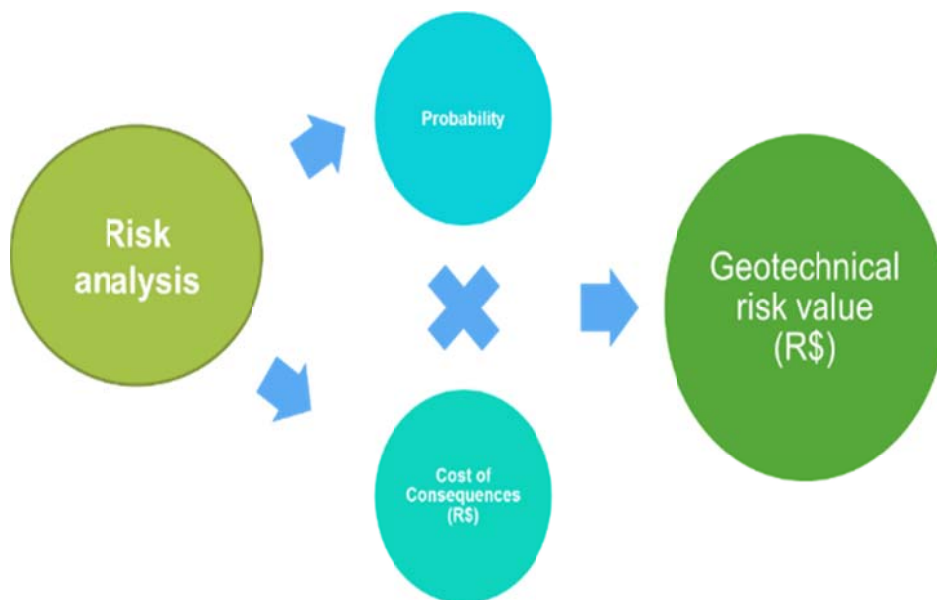 Risk
analysis
Probability
Cost of
Consequences
(R$)
Geotechnical
risk value
(R$)